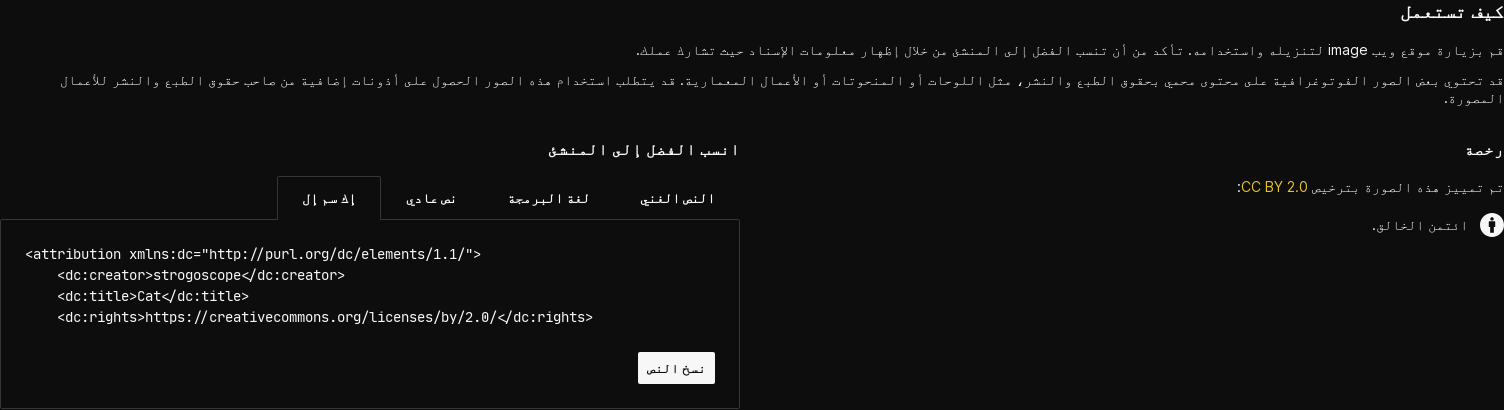 كيف تستعمل
قم بزيارة موقع ويب image لتنزيله واستخدامه. تأكد من أن تنسب الفضل إلى المنشئ من خلال إظهار معلومات الإسناد حيث تشارك عملك.
قد تحتوي بعض الصور الفوتوغرافية على محتوى محمي بحقوق الطبع والنشر، مثل اللوحات أو المنحوتات أو الأعمال المعمارية. قد يتطلب استخدام هذه الصور الحصول على أذونات إضافية من صاحب حقوق الطبع والنشر للأعمال
المصورة.
رخصة
تم تمييز هذه الصورة بترخيص CC BY 2.0:
ائتمن الخالق.
انسب الفضل إلى المنشئ
النص الغني
لغة البرمجة
نص عادي
إك سم إل
<attribution xmlns:dc="http://purl.org/dc/elements/1.1/">
<dc:creator>strogoscope</dc:creator>
<dc:title>Cat</dc:title>
<dc:rights>https://creativecommons.org/licenses/by/2.0/</dc:rights>
نسخ النص